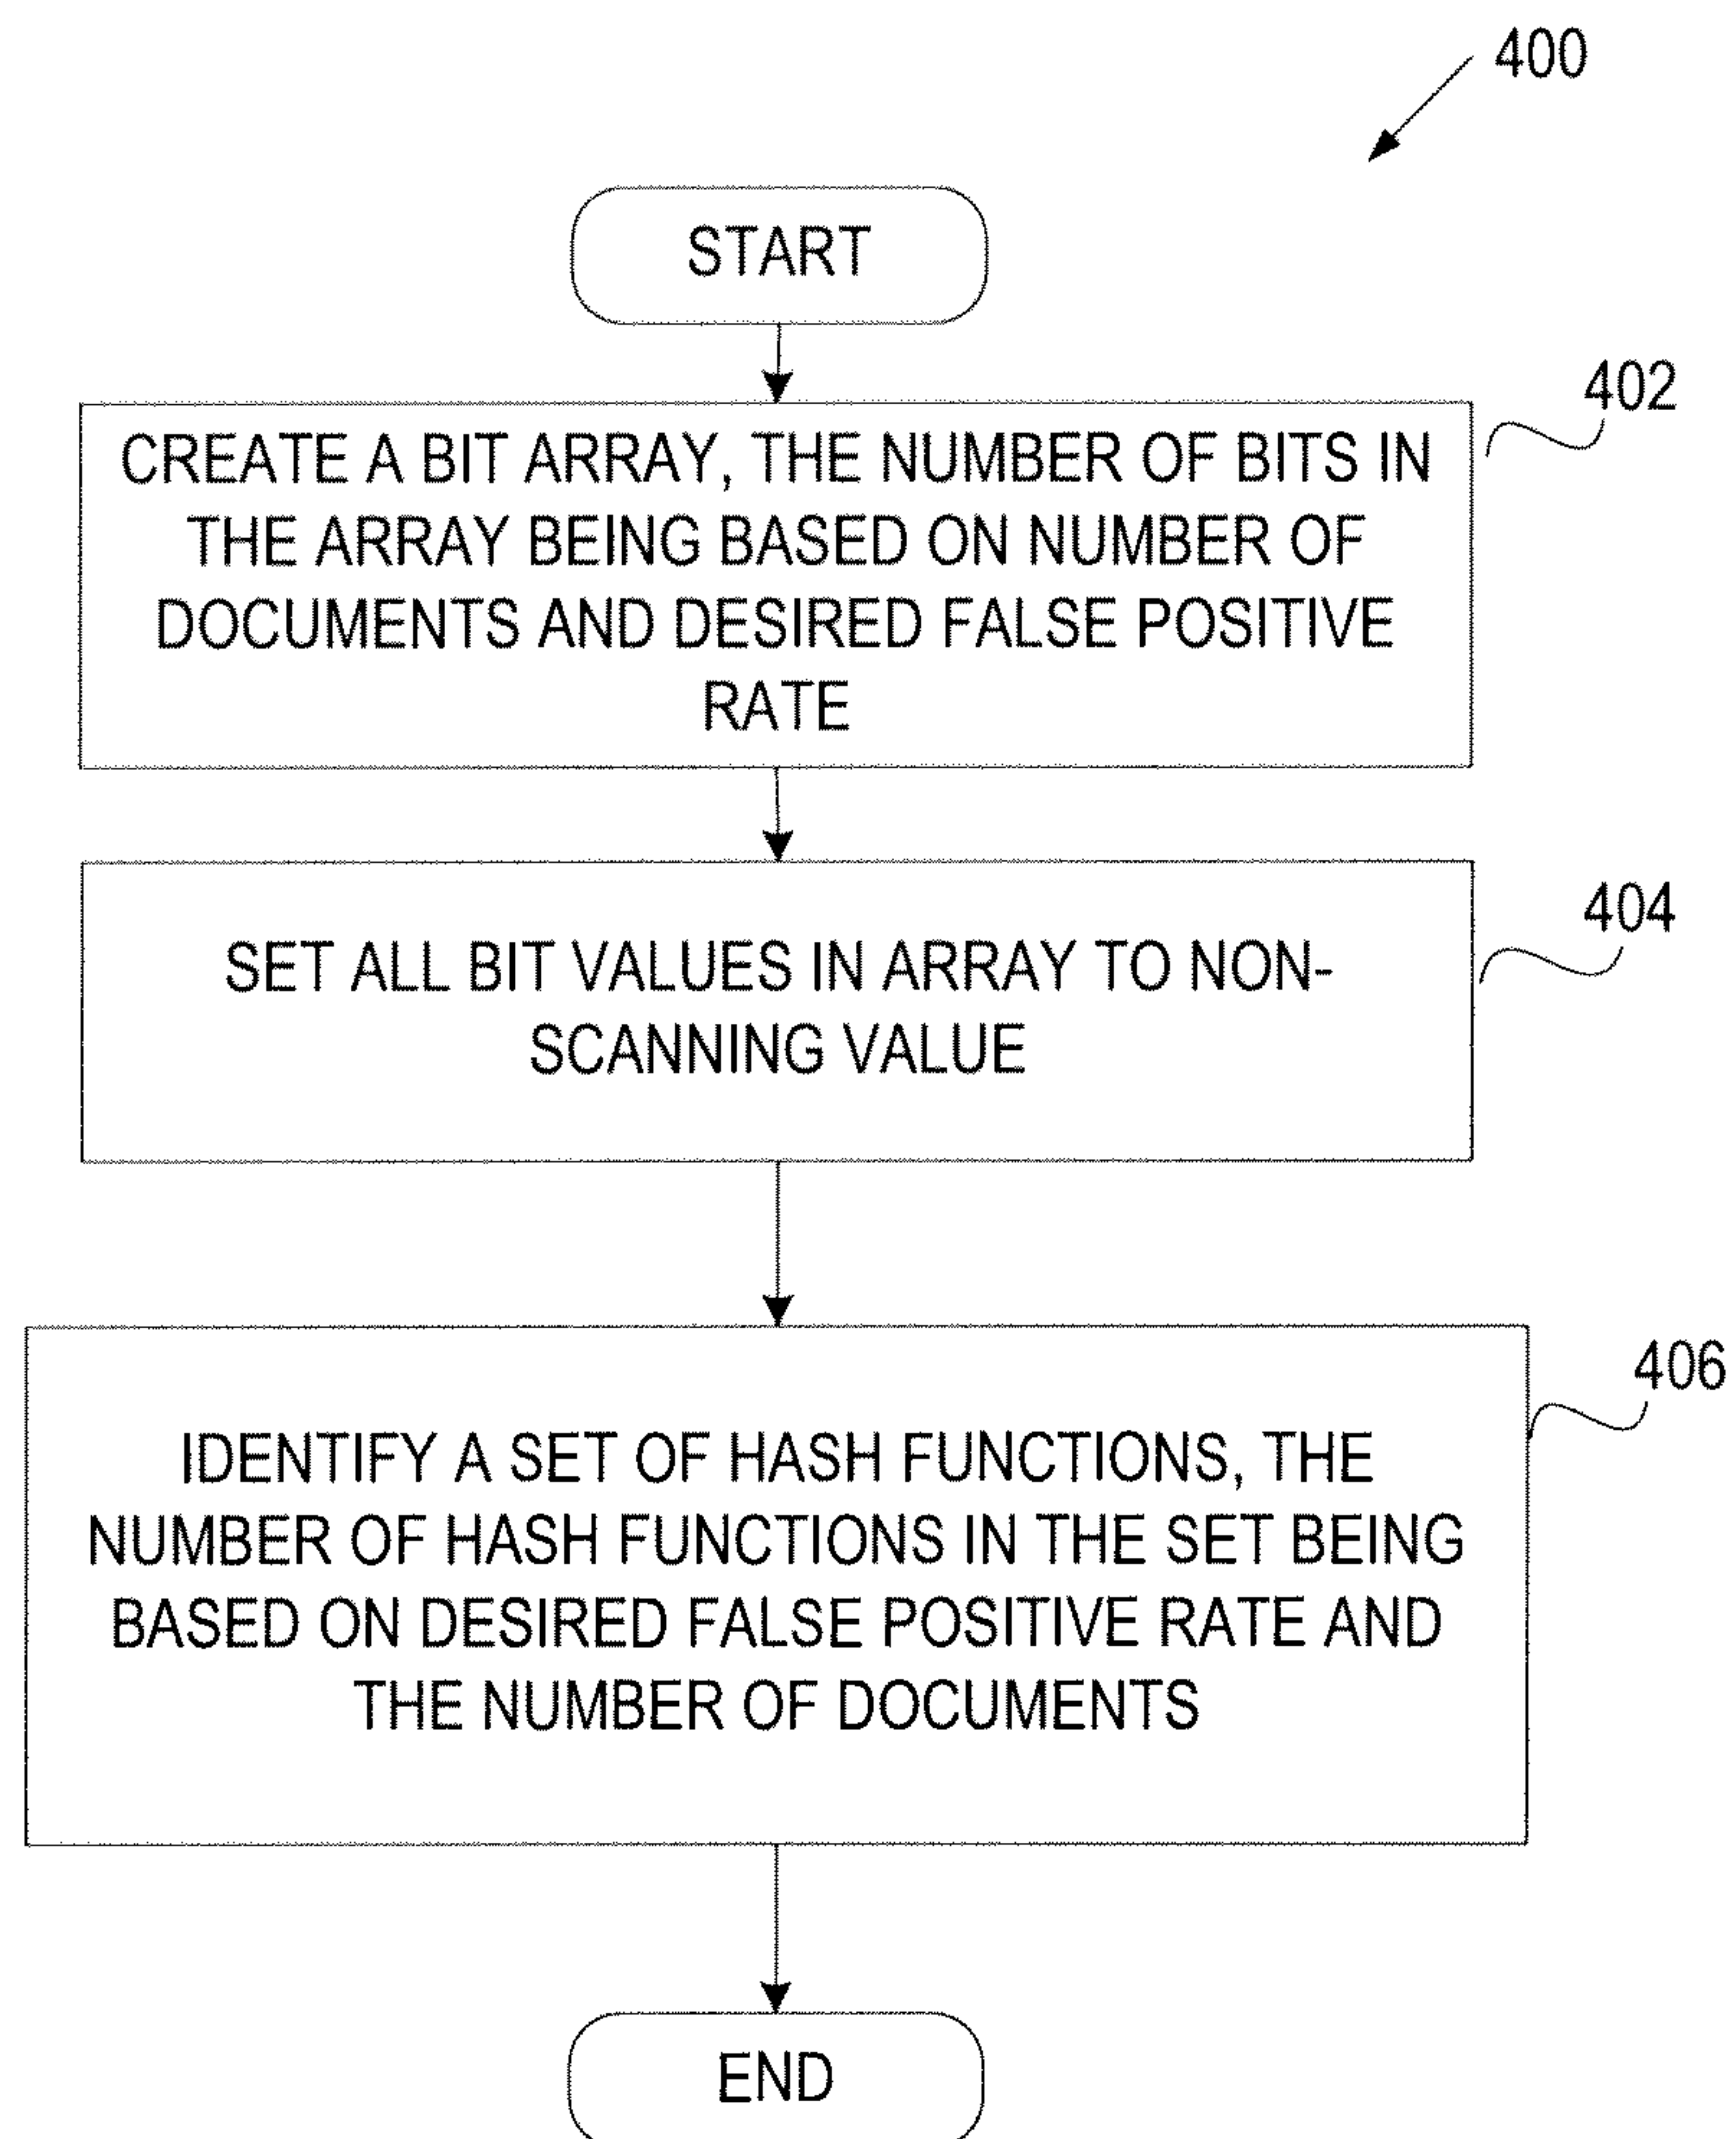 400
START
402
CREATE A BIT ARRAY, THE NUMBER OF BITS IN
THE ARRAY BEING BASED ON NUMBER OF
DOCUMENTS AND DESIRED FALSE POSITIVE
RATE
404
SET ALL BIT VALUES IN ARRAY TO NON-
SCANNING VALUE
406
IDENTIFY A SET OF HASH FUNCTIONS, THE
NUMBER OF HASH FUNCTIONS IN THE SET BEING
BASED ON DESIRED FALSE POSITIVE RATE AND
THE NUMBER OF DOCUMENTS
END